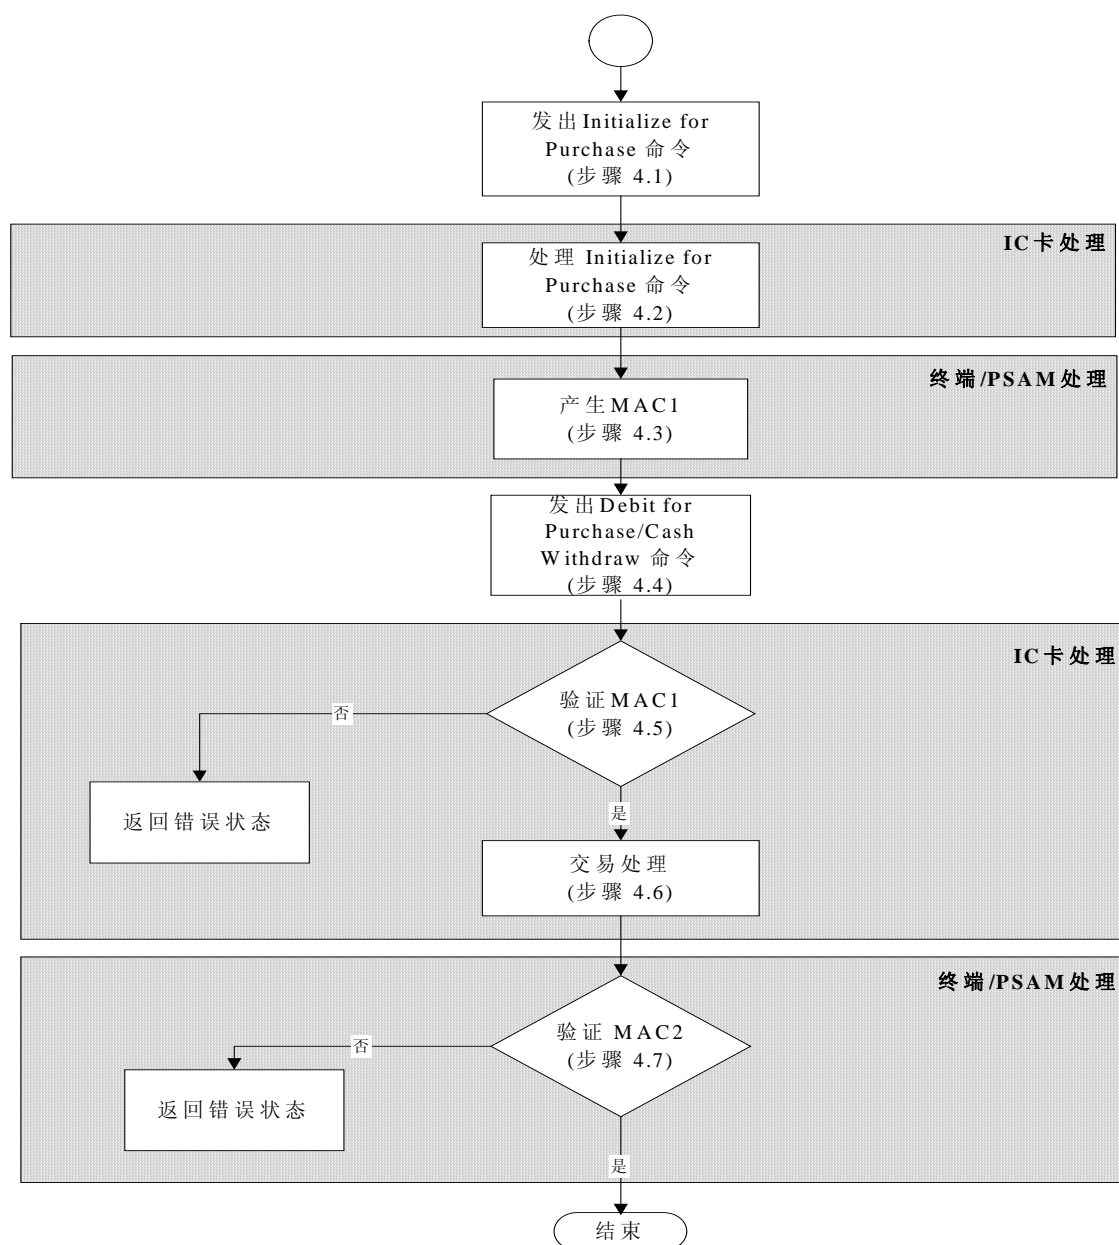 发出Initialize for
Purchase 命令
(步骤 4.1)
IC卡处理
处理 Initialize for
Purchase 命令
(步骤 4.2)
终端/PSAM处理
产生MAC1
(步骤 4.3)
发出Debit for
Purchase/Cash
Withdraw 命令
(步骤 4.4)
IC卡处理
验证MAC1
(步骤 4.5)
否
返回错误状态
是
交易处理
(步骤 4.6)
终端/PSAM处理
验证 MAC2
(步骤 4.7)
否
返回错误状态
是
结束